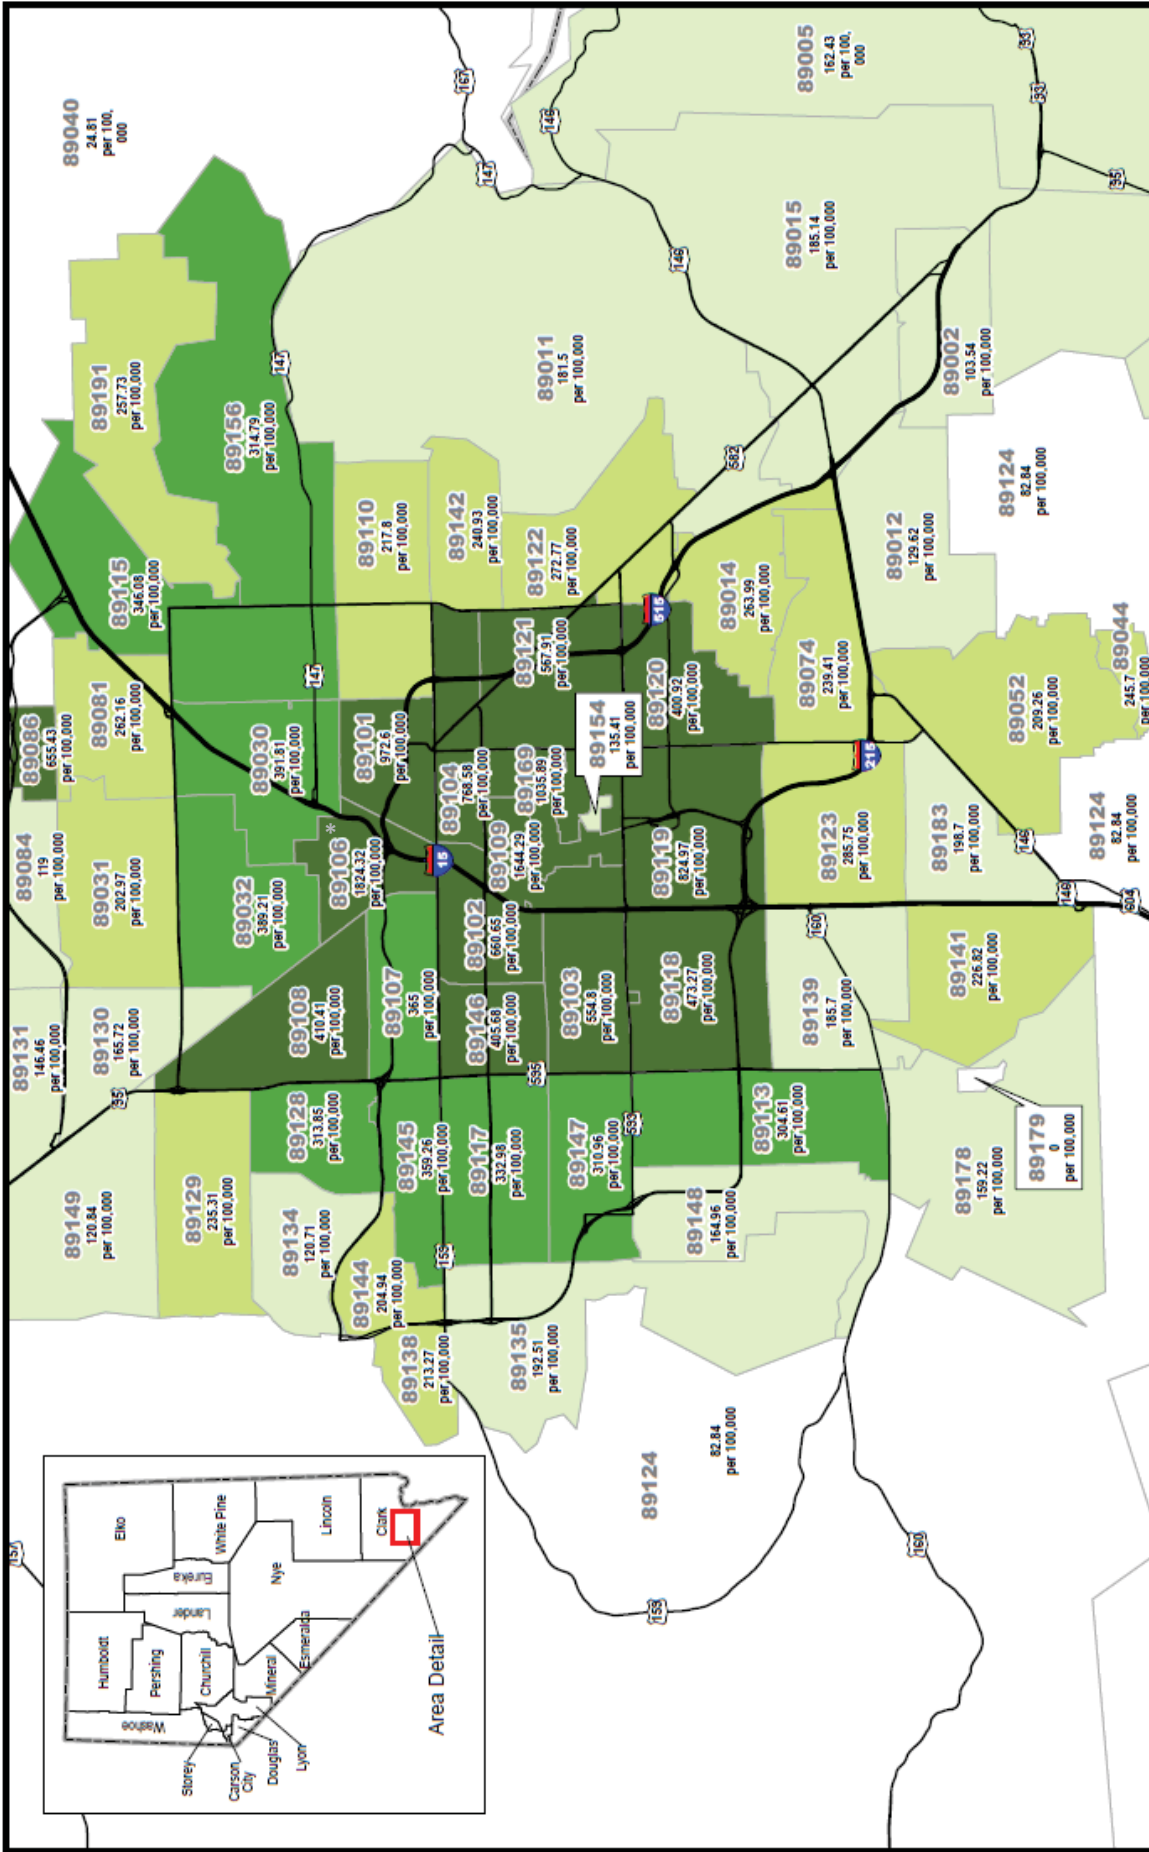 89040
24.81
per 100,
000
89005
162.43
per 100,
000
89191
257.73
per 100,000
89156
314.79
per 100,000
89115
346.08
per 100,000
89015
185.14
per 100,000
89011
181.5
per 100,000
89002
103.54
per 100,000
89110
217.8
per 100,000
89142
240.93
per 100,000
89122
272.77
per 100,000
89124
82.84
per 100,000
89012
129.62
per 100,000
89014
263.99
per 100,000
89074
239.41
per 100,000
89044
245.7
per 100,000
89052
209.26
per 100,000
89086
655.43
per 100,000
89081
262.16
per 100,000
89030
391.81
per 100,000
89101
972.6
per 100,000
89121
567.91
per 100,000
89120
400.92
per 100,000
89154
135.41
per 100,000
89104
768.58
per 100,000
89169
1035.89
per 100,000
89084
119
per 100,000
89031
202.97
per 100,000
89032
389.21
per 100,000
89106
1824.32
per 100,000
*
89109
1644.29
per 100,000
89119
824.97
per 100,000
89123
285.75
per 100,000
89183
198.7
per 100,000
89124
82.84
per 100,000
89102
660.65
per 100,000
89131
146.46
per 100,000
89130
165.72
per 100,000
89108
410.41
per 100,000
89107
365
per 100,000
89146
405.68
per 100,000
89103
554.8
per 100,000
89118
473.27
per 100,000
89139
185.7
per 100,000
89141
226.82
per 100,000
89149
120.84
per 100,000
89129
235.31
per 100,000
89128
313.85
per 100,000
89145
359.26
per 100,000
89117
332.98
per 100,000
89147
310.96
per 100,000
89113
304.61
per 100,000
89179
0
per 100,000
89178
159.22
per 100,000
89134
120.71
per 100,000
89144
204.94
per 100,000
89148
164.96
per 100,000
89138
213.27
per 100,000
89135
192.51
per 100,000
89124
82.84
per 100,000
167
147
147
147
147
146
146
146
146
93
93
95
95
582
515
215
15
160
160
604
595
593
159
159
157
Humboldt
Elko
Washoe
Pershing
Lander
Eureka
White Pine
Churchill
Storey
Carson
City
Douglas
Lyon
Mineral
Esmeralda
Nye
Lincoln
Clark
Area Detail